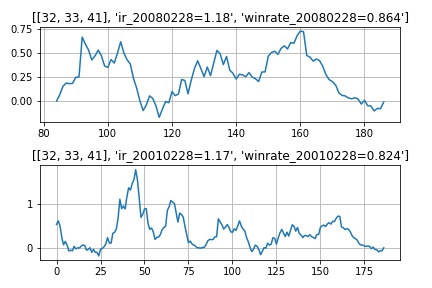 [[32, 33, 41], 'ir_20080228=1.18', 'winrate_20080228=0.864']
0.75
0.50
0.25
0.00
80 100 120 140 160 180
[[32, 33, 41], 'ir_20010228=1.17', 'winrate_20010228=0.824']
1
0
0 25 50 75 100 125 150 175